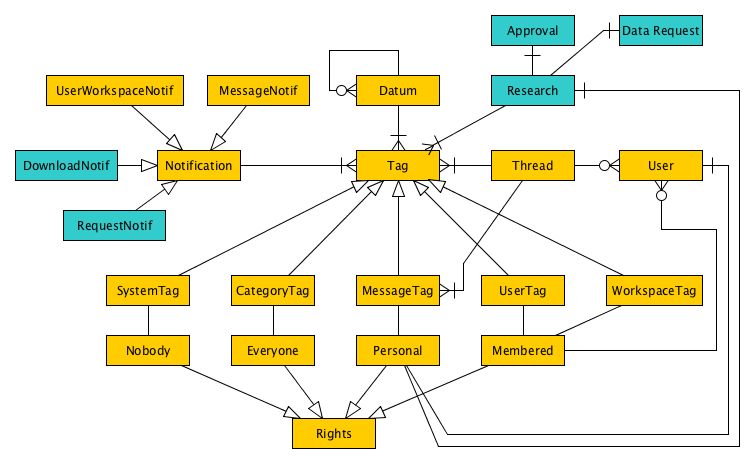 Approval
Data Request
UserWorkspaceNotif
MessageNotif
Datum
Research
DownloadNotif
Notification
Tag
Thread
User
RequestNotif
SystemTag
CategoryTag
MessageTag
UserTag
WorkspaceTag
Nobody
Everyone
Personal
Membered
Rights